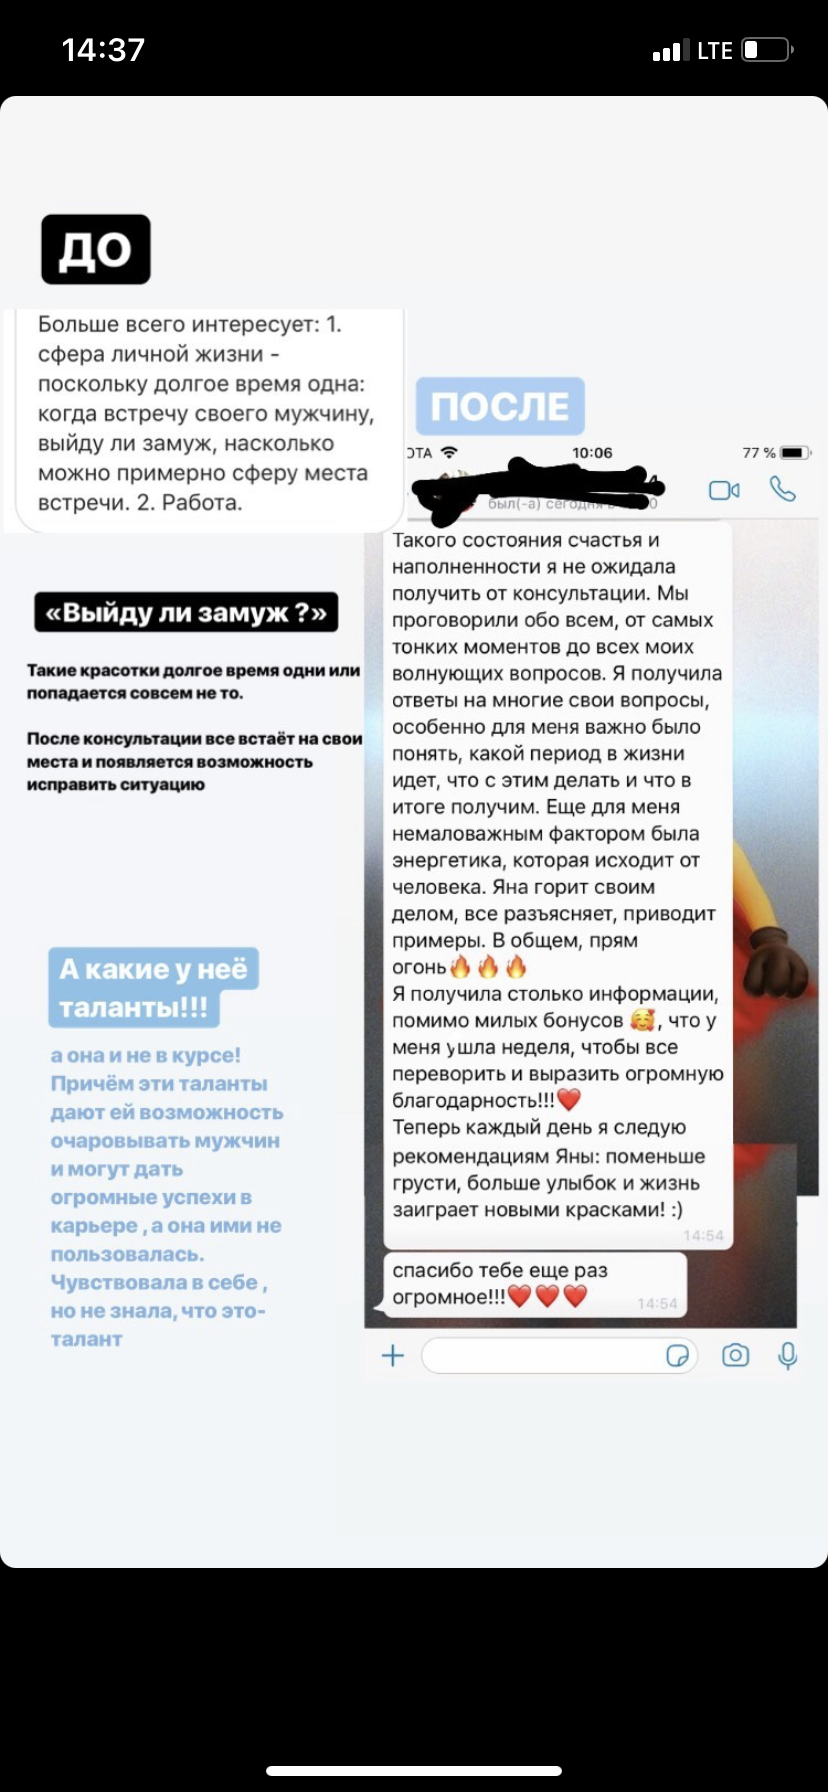 14:37
LTE
ДО
Больше всего интересует: 1.
сфера личной жизни -
поскольку долгое время одна:
когда встречу своего мужчину,
выйду ли замуж, насколько
можно примерно сферу места
встречи. 2. Работа.
«Выйду ли замуж ?»
Такие красотки долгое время одни или
попадается совсем не то.
После консультации все встаёт на свои
места и появляется возможность
исправить ситуацию
А какие у неё
таланты!!!
а она и не в курсе!
Причём эти таланты
дают ей возможность
очаровывать мужчин
и могут дать
огромные успехи в
карьере , а она ими не
пользовалась.
Чувствовала в себе ,
но не знала, что это-
талант
ПОСЛЕ
ОТА 10:06 77 %
был(-а) сегодня в
Такого состояния счастья и
наполненности я не ожидала
получить от консультации. Мы
проговорили обо всем, от самых
тонких моментов до всех моих
волнующих вопросов. Я получила
ответы на многие свои вопросы,
особенно для меня важно было
понять, какой период в жизни
идет, что с этим делать и что в
итоге получим. Еще для меня
немаловажным фактором была
энергетика, которая исходит от
человека. Яна горит своим
делом, все разъясняет, приводит
примеры. В общем, прям
огонь🔥🔥🔥
Я получила столько информации,
помимо милых бонусов 🥰, что у
меня ушла неделя, чтобы все
переворить и выразить огромную
благодарность!!!❤️
Теперь каждый день я следую
рекомендациям Яны: поменьше
грусти, больше улыбок и жизнь
заиграет новыми красками! :)
14:54
спасибо тебе еще раз
огромное!!!❤️❤️❤️
14:54